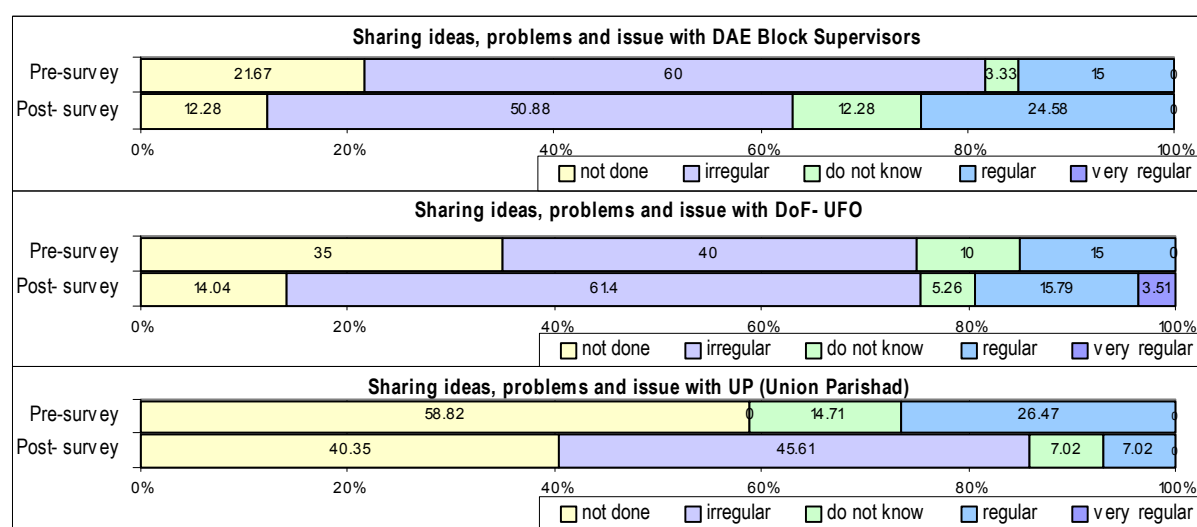 Sharing ideas, problems and issue with DAE Block Supervisors
Pre-survey 21.67 60 3.33 15 0
Post- survey 12.28 50.88 12.28 24.58 0
0% 20% 40% 60% 80% 100%
not done irregular do not know regular very regular
Sharing ideas, problems and issue with DoF- UFO
Pre-survey 35 40 10 15 0
Post- survey 14.04 61.4 5.26 15.79 3.51
0% 20% 40% 60% 80% 100%
not done irregular do not know regular very regular
Sharing ideas, problems and issue with UP (Union Parishad)
Pre-survey 58.82 0 14.71 26.47 0
Post- survey 40.35 45.61 7.02 7.02 0
0% 20% 40% 60% 80% 100%
not done irregular do not know regular very regular